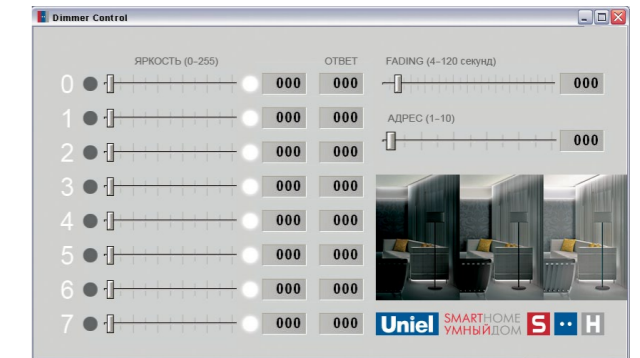 Dimmer Control
ЯРКОСТЬ (0–255) ОТВЕТ
0 000 000
1 000 000
2 000 000
3 000 000
4 000 000
5 000 000
6 000 000
7 000 000
FADING (4–120 секунд)
000
АДРЕС (1–10)
000
Uniel SMARTHOME S ·· H
УМНЫЙДОМ